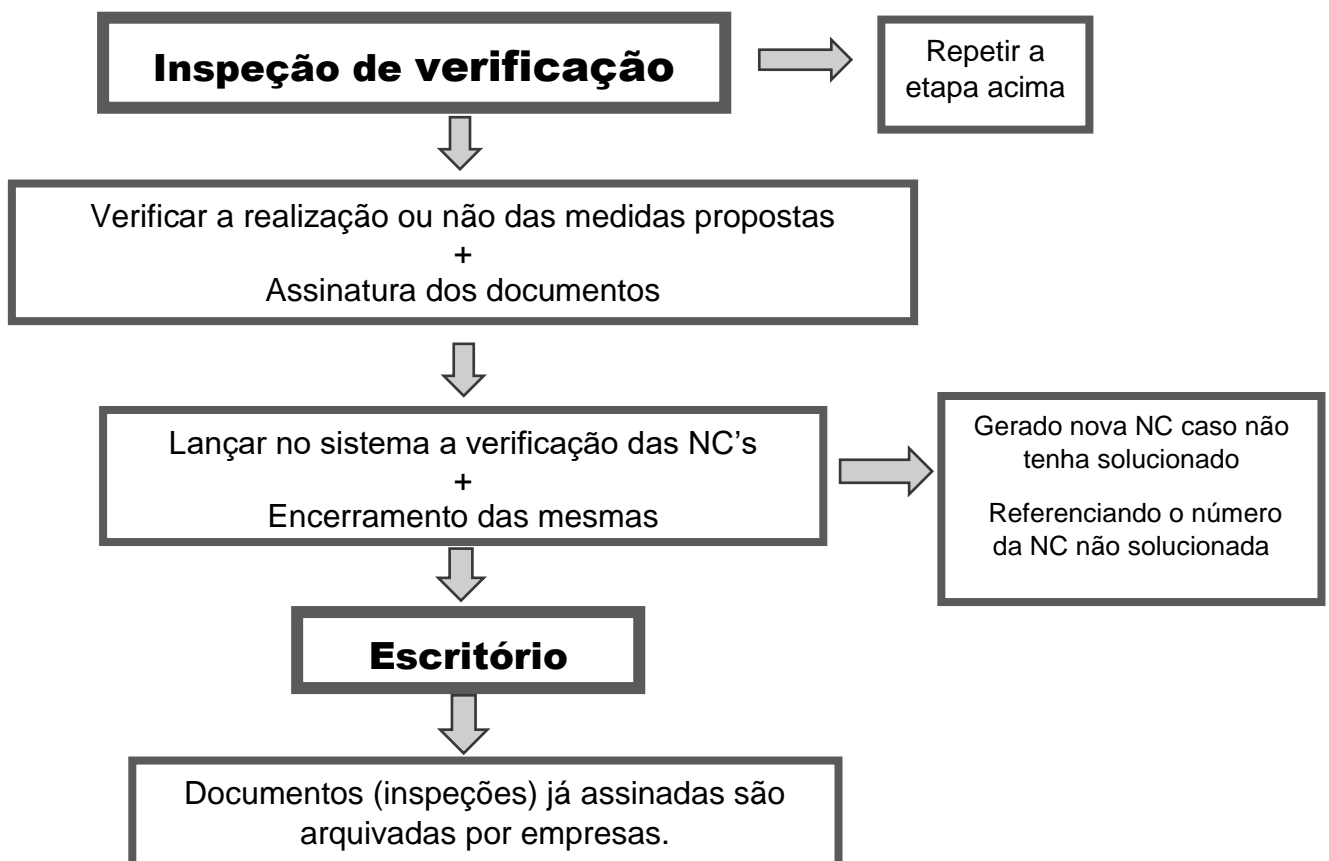 Inspeção de verificação
Repetir a
etapa acima
Verificar a realização ou não das medidas propostas
+
Assinatura dos documentos
Lançar no sistema a verificação das NC’s
+
Encerramento das mesmas
Gerado nova NC caso não
tenha solucionado
Referenciando o número
da NC não solucionada
Escritório
Documentos (inspeções) já assinadas são
arquivadas por empresas.